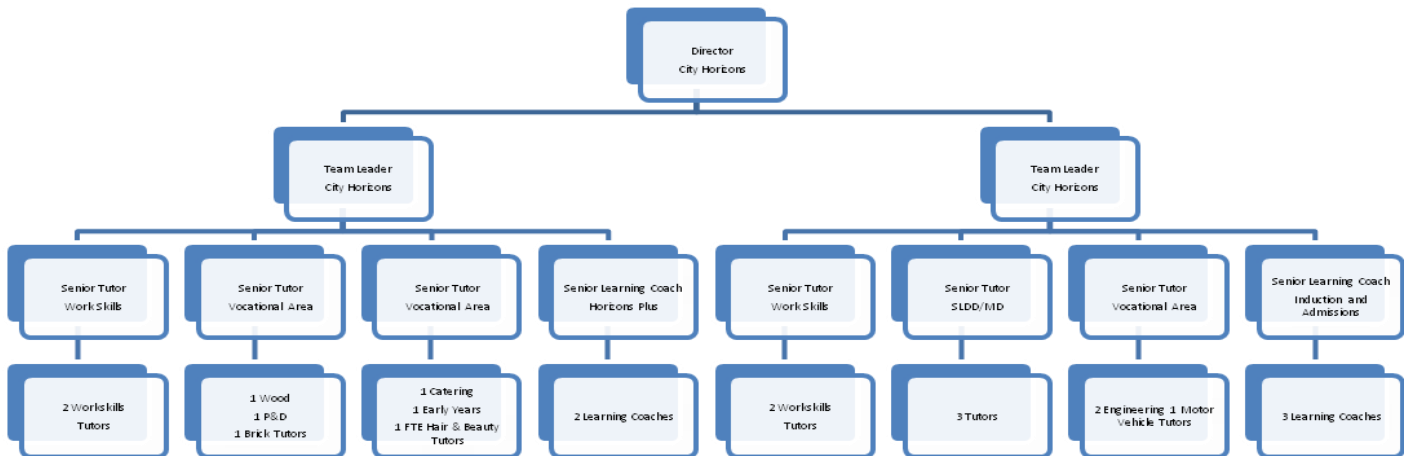 Director
City Horizons
Team Leader
City Horizons
Team Leader
City Horizons
Senior Tutor
Work Skills
Senior Tutor
Vocational Area
Senior Tutor
Vocational Area
Senior Learning Coach
Horizons Plus
Senior Tutor
Work Skills
Senior Tutor
SLDD/MD
Senior Tutor
Vocational Area
Senior Learning Coach
Induction and
Admissions
2 Workskills
Tutors
1 Wood
1 P&D
1 Brick Tutors
1 Catering
1 Early Years
1 FTE Hair & Beauty
Tutors
2 Learning Coaches
2 Workskills
Tutors
3 Tutors
2 Engineering 1 Motor
Vehicle Tutors
3 Learning Coaches